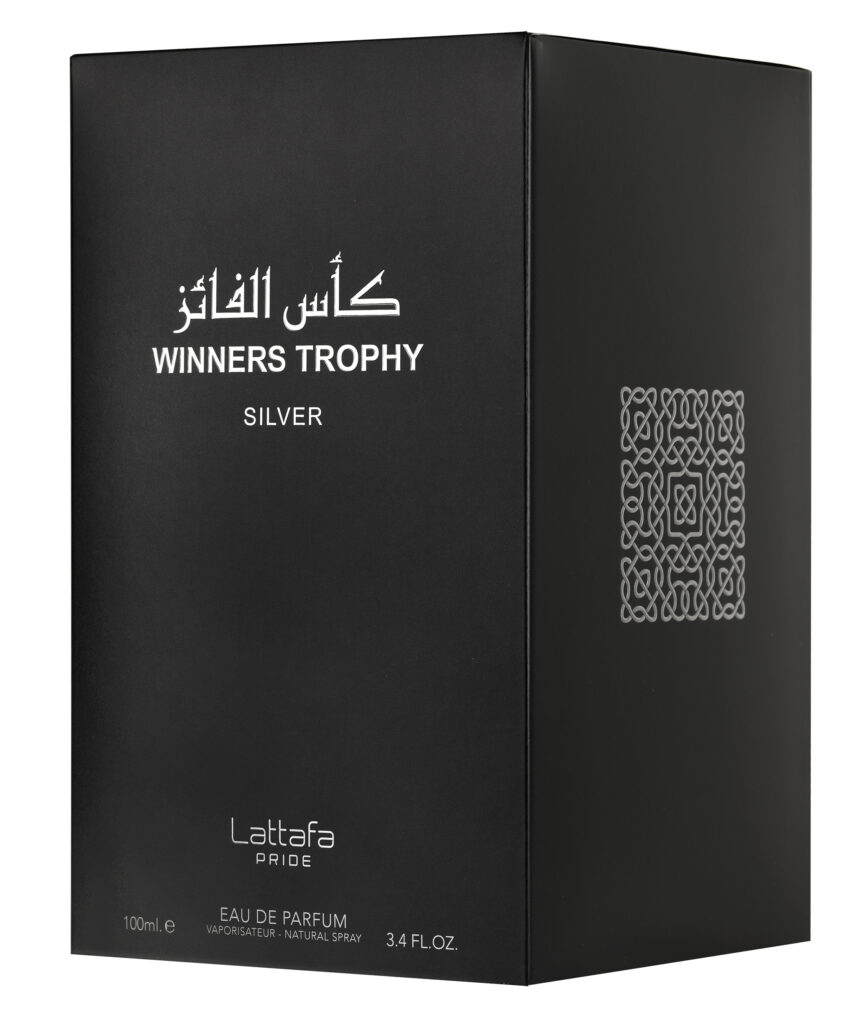 كأس الفائز
WINNERS TROPHY
SILVER
Lattafa
PRIDE
100ml. e
EAU DE PARFUM
VAPORISATEUR - NATURAL SPRAY
3.4 FL.OZ.